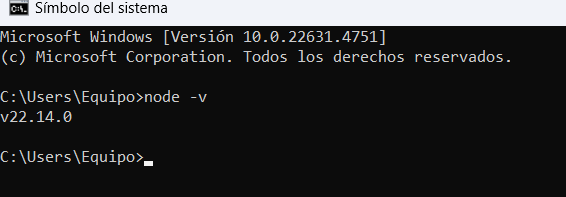 Símbolo del sistema
Microsoft Windows [Versión 10.0.22631.4751]
(c) Microsoft Corporation. Todos los derechos reservados.
C:\Users\Equipo>node -v
v22.14.0
C:\Users\Equipo>